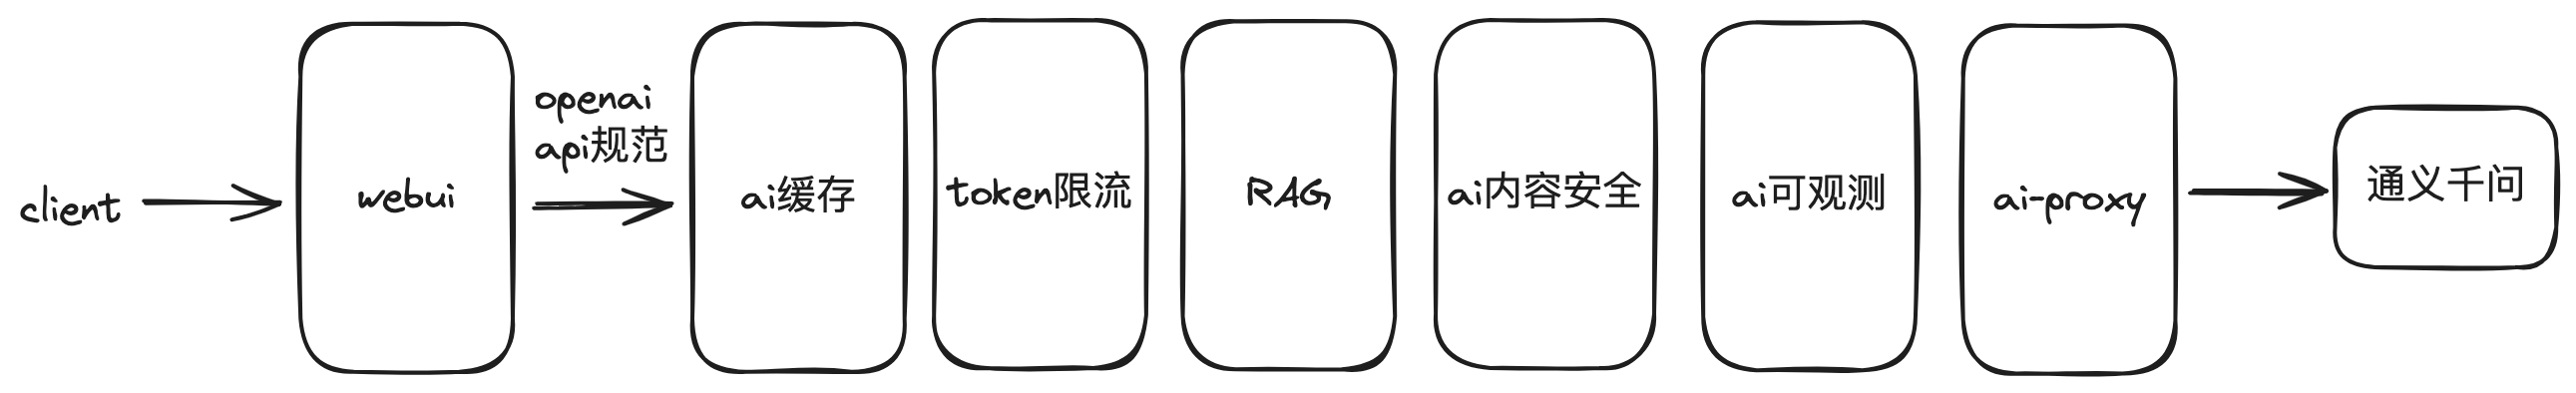 client
webui
openai
api规范
ai缓存
token限流
RAG
ai内容安全
ai可观测
ai-proxy
通义千问